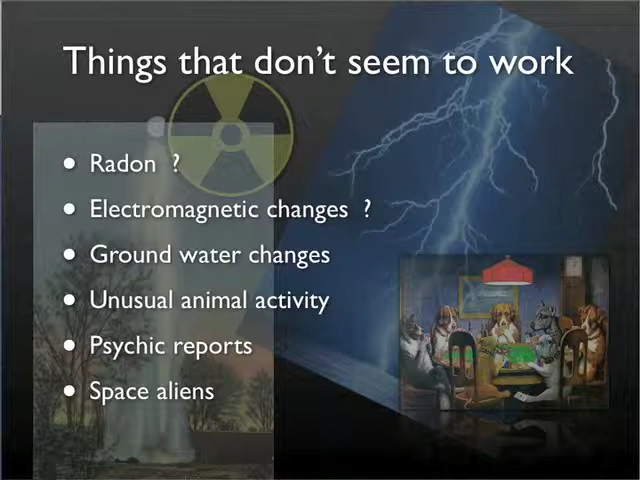 Things that don't seem to work
• Radon ?
• Electromagnetic changes ?
• Ground water changes
• Unusual animal activity
• Psychic reports
• Space aliens